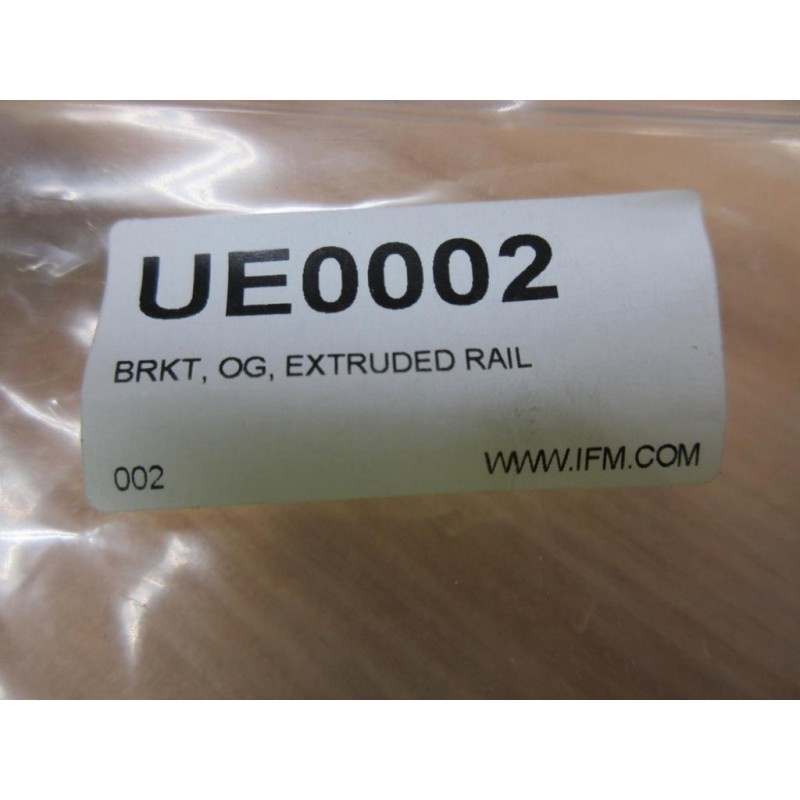 UE0002
BRKT, OG, EXTRUDED RAIL
002
WWW.IFM.COM